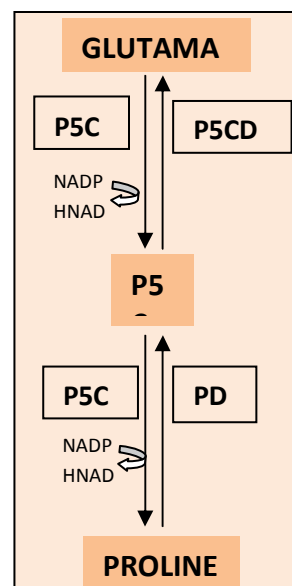 GLUTAMA
P5C
P5CD
NADP
HNAD
P5
P5C
PD
NADP
HNAD
PROLINE